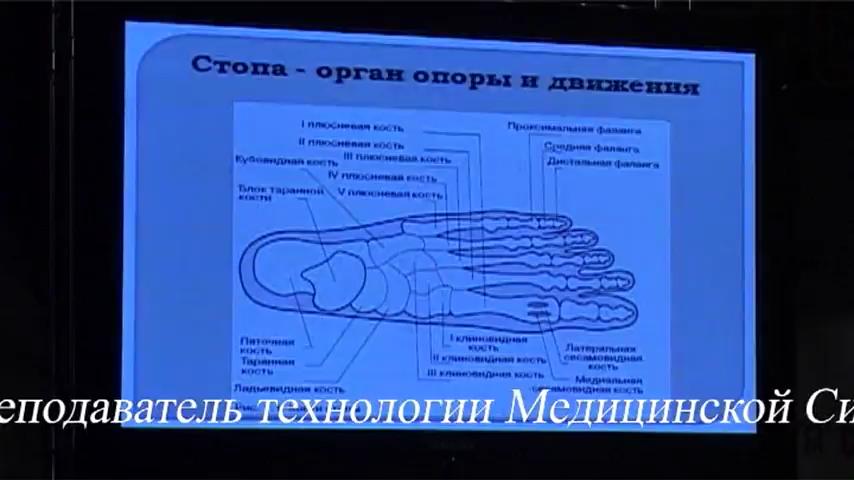 Стопа - орган опоры и движения
I плюсневая кость
II плюсневая кость
III плюсневая кость
IV плюсневая кость
V плюсневая кость
Кубовидная кость
Блок таранной
кости
Проксимальная фаланга
Средняя фаланга
Дистальная фаланга
Пяточная
кость
Таранная
кость
Ладьевидная кость
I клиновидная
кость
II клиновидная кость
III клиновидная кость
Латеральная
сесамовидная
кость
Медиальная
сесамовидная кость
еподаватель технологии Медицинской Си